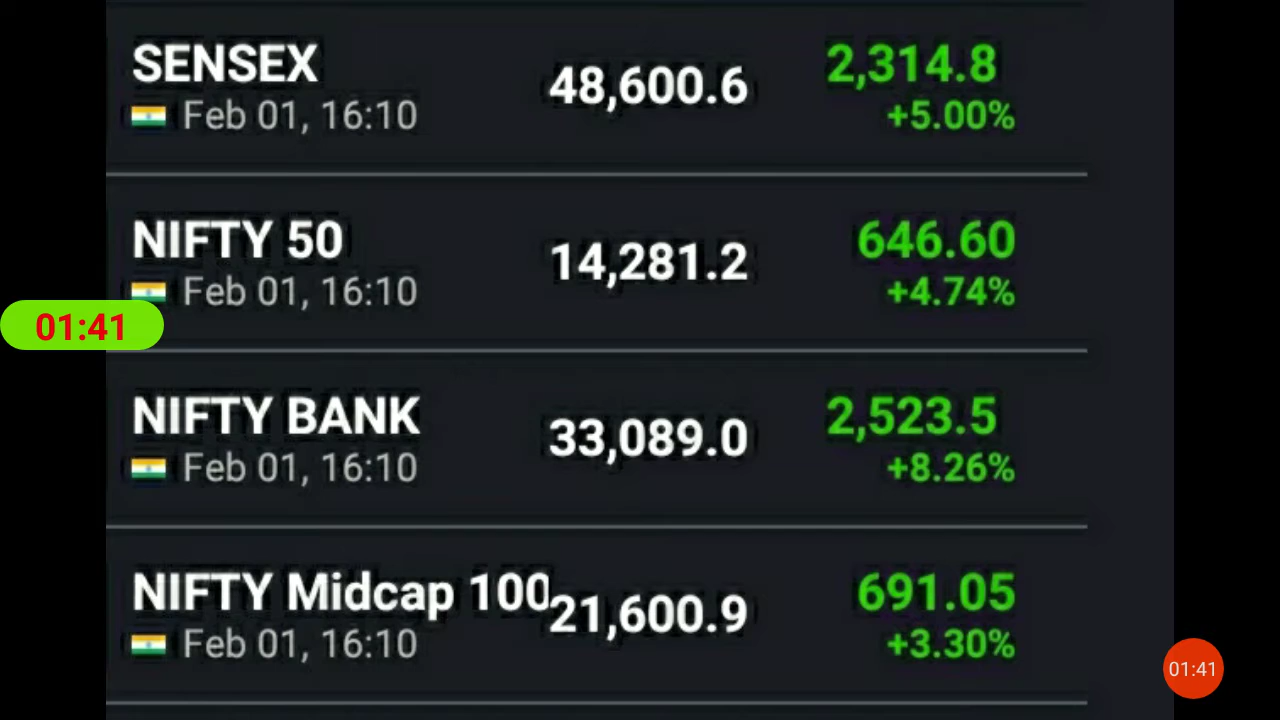 SENSEX
48,600.6
2,314.8
Feb 01, 16:10
+5.00%
NIFTY 50
14,281.2
646.60
Feb 01, 16:10
+4.74%
01:41
NIFTY BANK
33,089.0
2,523.5
Feb 01, 16:10
+8.26%
NIFTY Midcap 100
21,600.9
691.05
Feb 01, 16:10
+3.30%
01:41